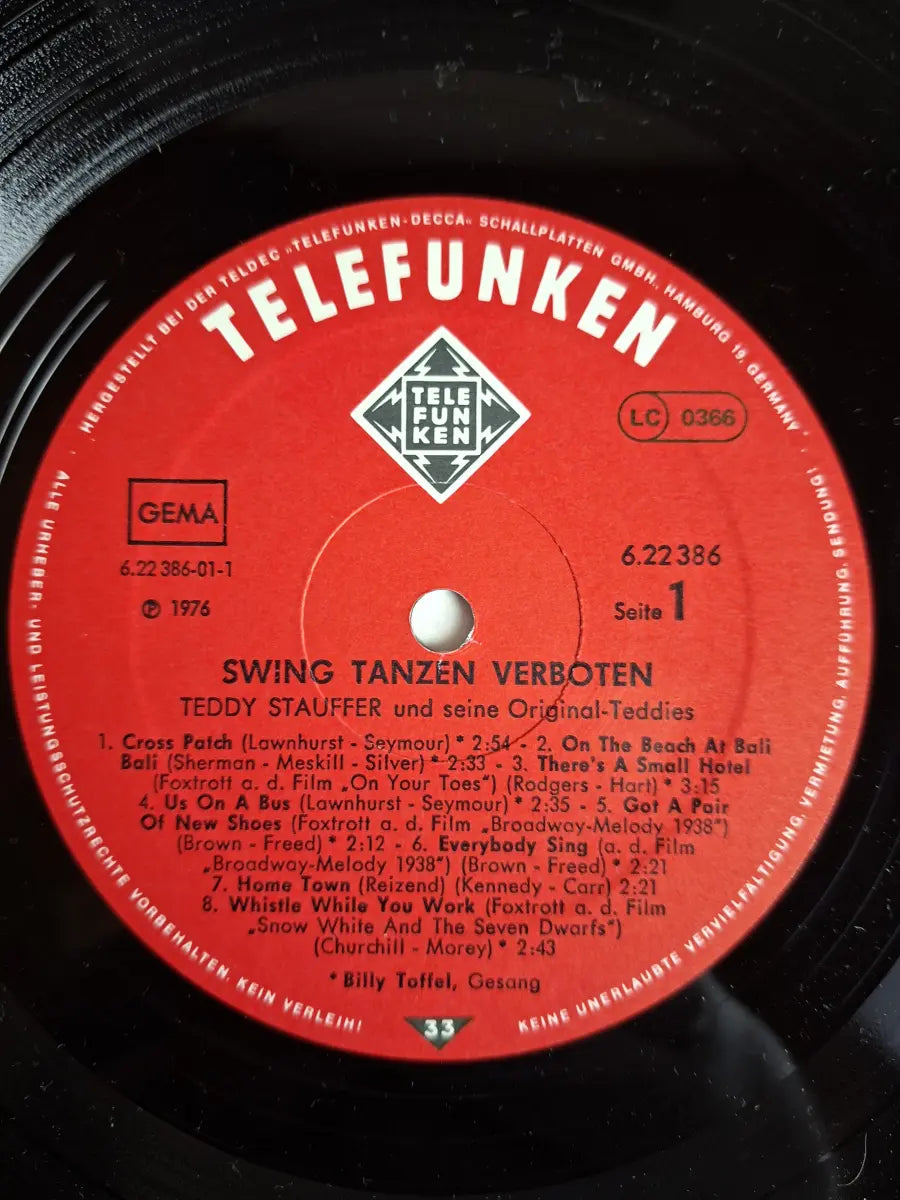 HERGESTELLT BEI DER TELDEC »TELEFUNKEN-DECCA« SCHALLPLATTEN GMBH., HAMBURG 19, GERMANY
TELEFUNKEN
TELE
FUN
KEN
LC 0366
GEMA
6.22386-01-1
℗ 1976
6.22386
Seite 1
SWING TANZEN VERBOTEN
TEDDY STAUFFER und seine Original-Teddies
1. Cross Patch (Lawnhurst - Seymour) * 2:54 - 2. On The Beach At Bali
Bali (Sherman - Meskill - Silver) * 2:33 - 3. There's A Small Hotel
(Foxtrott a. d. Film „On Your Toes") (Rodgers - Hart) * 3:15
4. Us On A Bus (Lawnhurst - Seymour) * 2:35 - 5. Got A Pair
Of New Shoes (Foxtrott a. d. Film „Broadway-Melody 1938")
(Brown - Freed) * 2:12 - 6. Everybody Sing (a. d. Film
„Broadway-Melody 1938") (Brown - Freed) * 2:21
7. Home Town (Reizend) (Kennedy - Carr) 2:21
8. Whistle While You Work (Foxtrott a. d. Film
„Snow White And The Seven Dwarfs")
(Churchill - Morey) * 2:43
* Billy Toffel, Gesang
33
ALLE URHEBER- UND LEISTUNGSSCHUTZRECHTE VORBEHALTEN. KEIN VERLEIH!
KEINE UNERLAUBTE VERVIELFÄLTIGUNG, VERMIETUNG, AUFFÜHRUNG, SENDUNG!